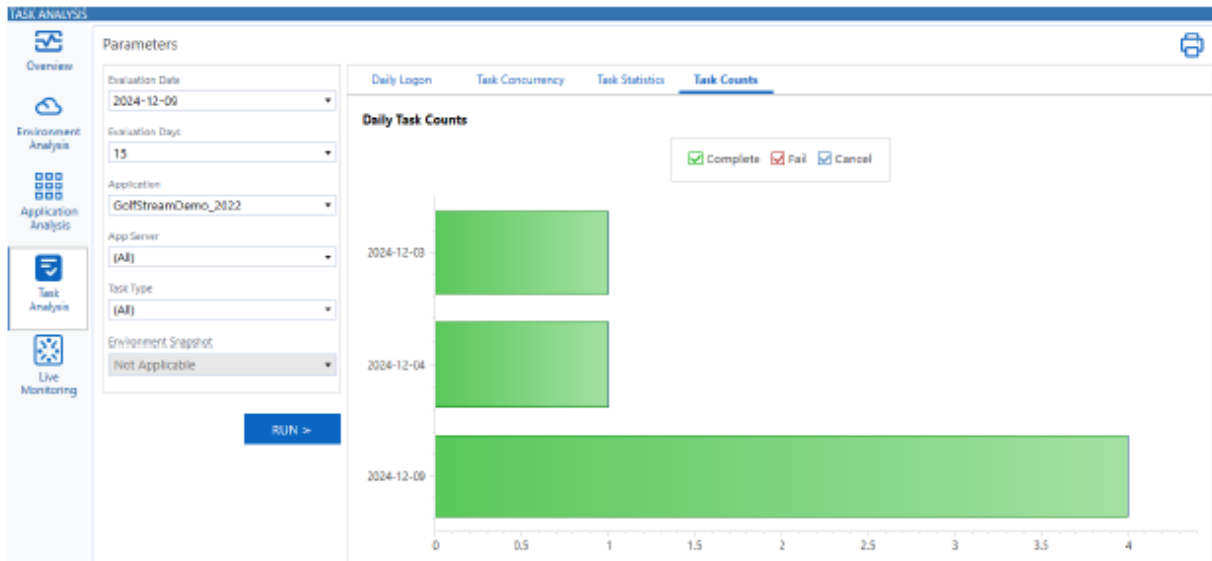 TASK ANALYSIS
Overview
Environment
Analysis
Application
Analysis
Task
Analysis
Live
Monitoring
Parameters
Evaluation Date
2024-12-09
Evaluation Days
15
Application
GolfStreamDemo_2022
App Server
(All)
Task Type
(All)
Environment Snapshot
Not Applicable
RUN >
Daily Logon
Task Concurrency
Task Statistics
Task Counts
Daily Task Counts
Complete Fail Cancel
2024-12-03
2024-12-04
2024-12-09
0 0.5 1 1.5 2 2.5 3 3.5 4